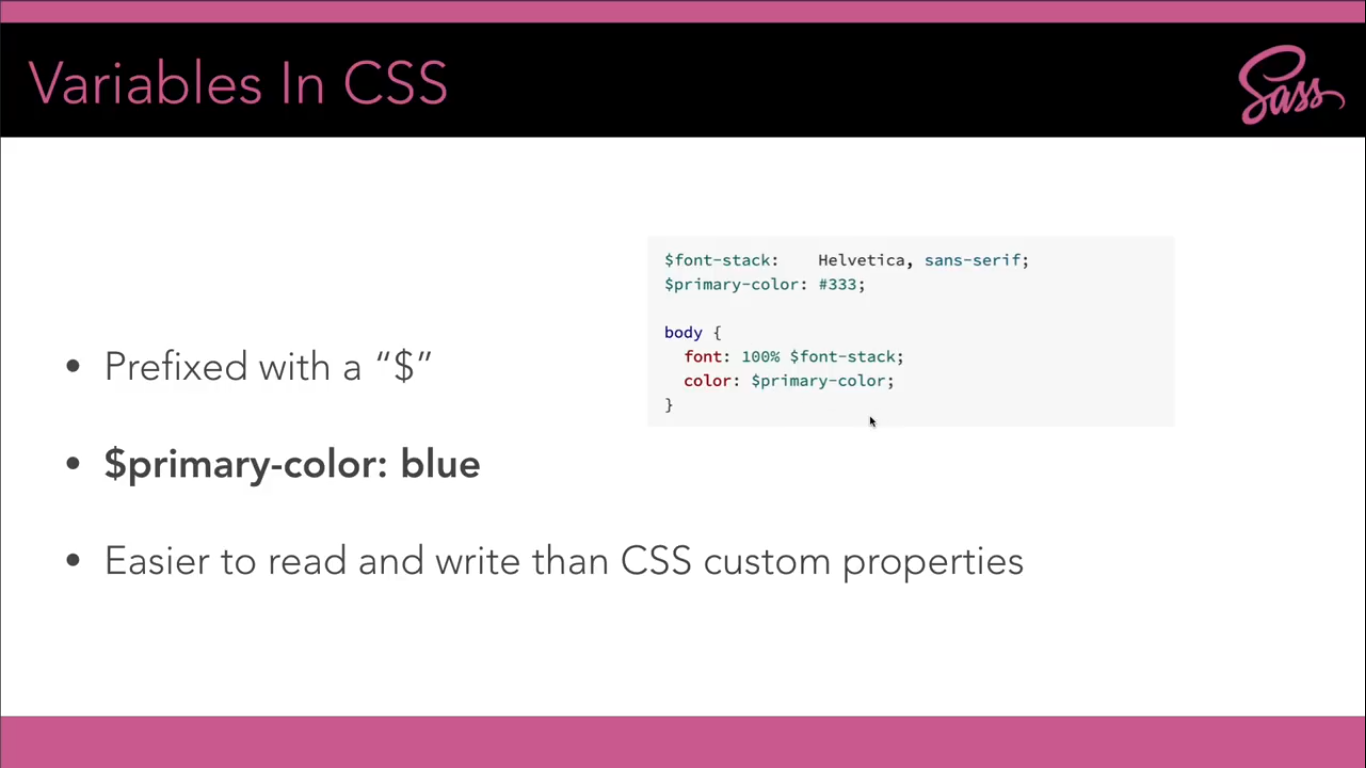 Variables In CSS
Sass
$font-stack:    Helvetica, sans-serif;
$primary-color: #333;
body {
  font: 100% $font-stack;
  color: $primary-color;
}
• Prefixed with a “$”
• $primary-color: blue
• Easier to read and write than CSS custom properties